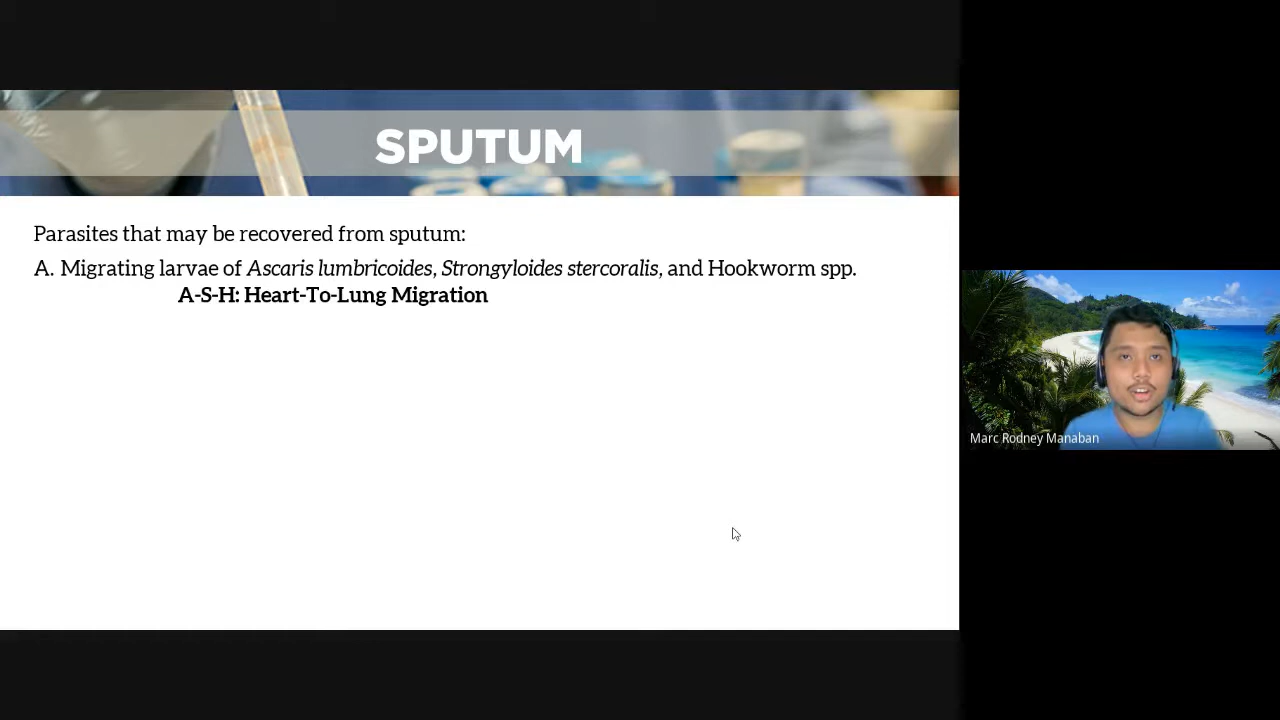 SPUTUM
Parasites that may be recovered from sputum:
A. Migrating larvae of Ascaris lumbricoides, Strongyloides stercoralis, and Hookworm spp.
A-S-H: Heart-To-Lung Migration
Marc Rodney Manaban